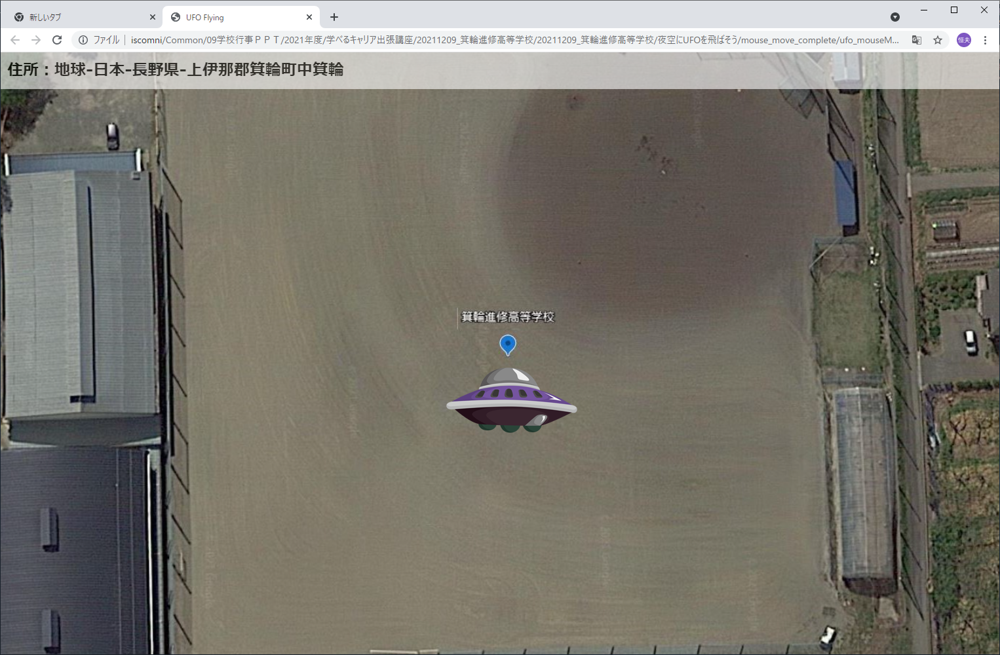 新しいタブ
UFO Flying
ファイル iscomni/Common/09学校行事ＰＰＴ/2021年度/学べるキャリア出張講座/20211209_箕輪進修高等学校/20211209_箕輪進修高等学校/夜空にUFOを飛ばそう/mouse_move_complete/ufo_mouseM...
恒夫
住所：地球-日本-長野県-上伊那郡箕輪町中箕輪
箕輪進修高等学校